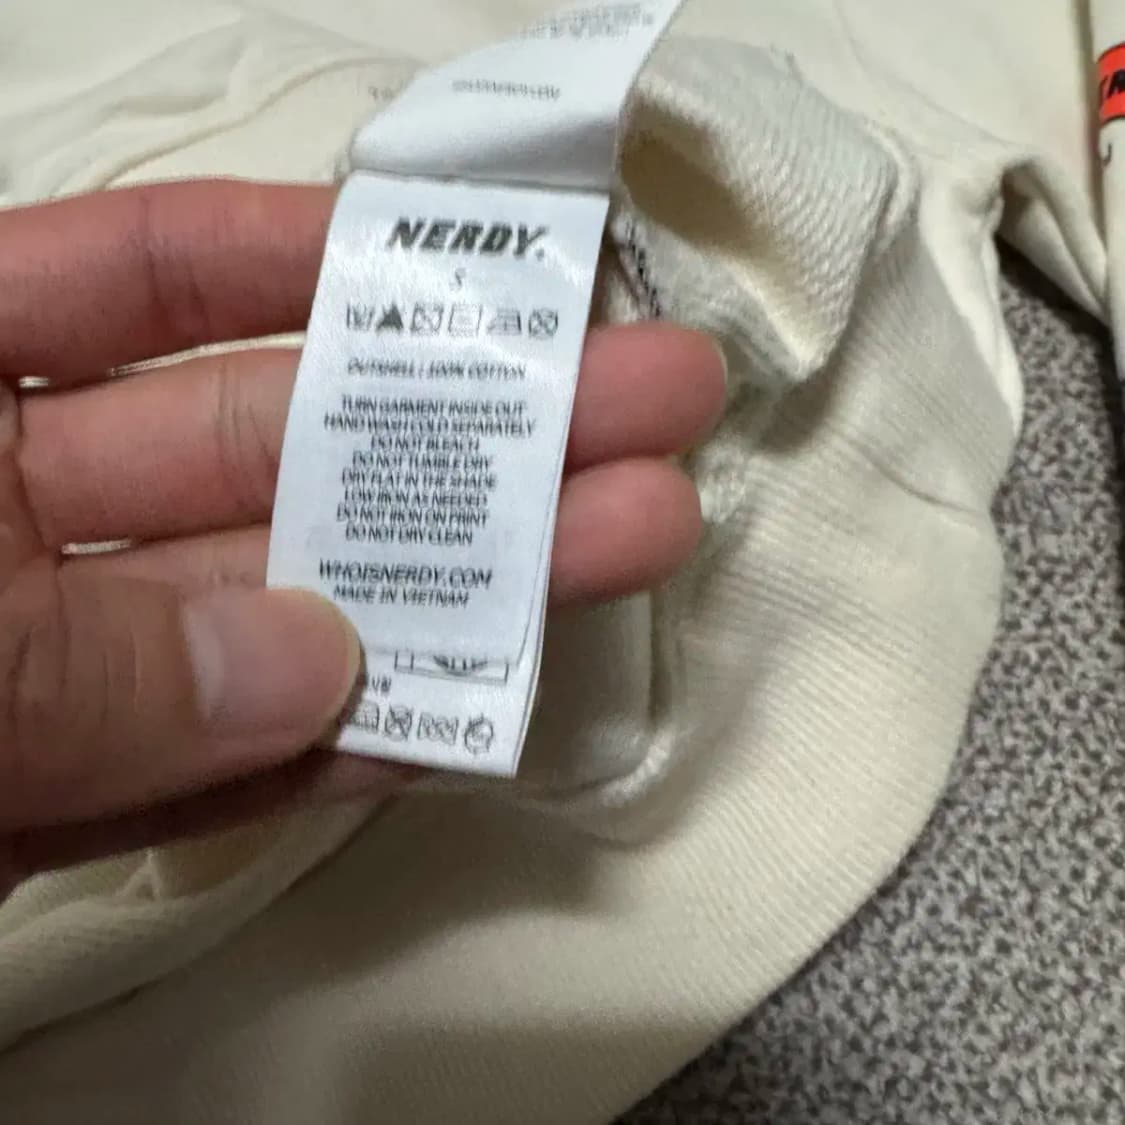 NERDY.
S
OUTSHELL : 100% COTTON
TURN GARMENT INSIDE OUT
HAND WASH COLD SEPARATELY
DO NOT BLEACH
DO NOT TUMBLE DRY
DRY FLAT IN THE SHADE
LOW IRON AS NEEDED
DO NOT IRON ON PRINT
DO NOT DRY CLEAN
WHOISNERDY.COM
MADE IN VIETNAM